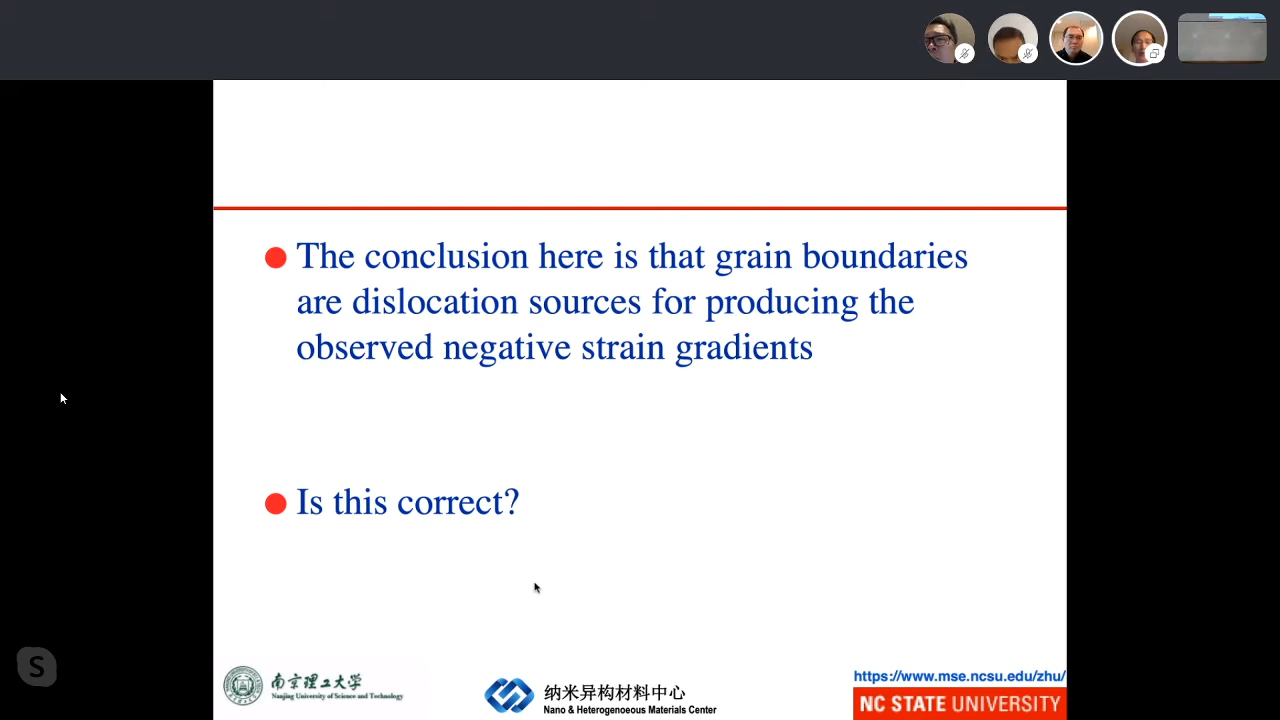 The conclusion here is that grain boundaries
are dislocation sources for producing the
observed negative strain gradients
Is this correct?
S
南京理工大学
Nanjing University of Science and Technology
纳米异构材料中心
Nano & Heterogenoeous Materials Center
https://www.mse.ncsu.edu/zhu/
NC STATE UNIVERSITY